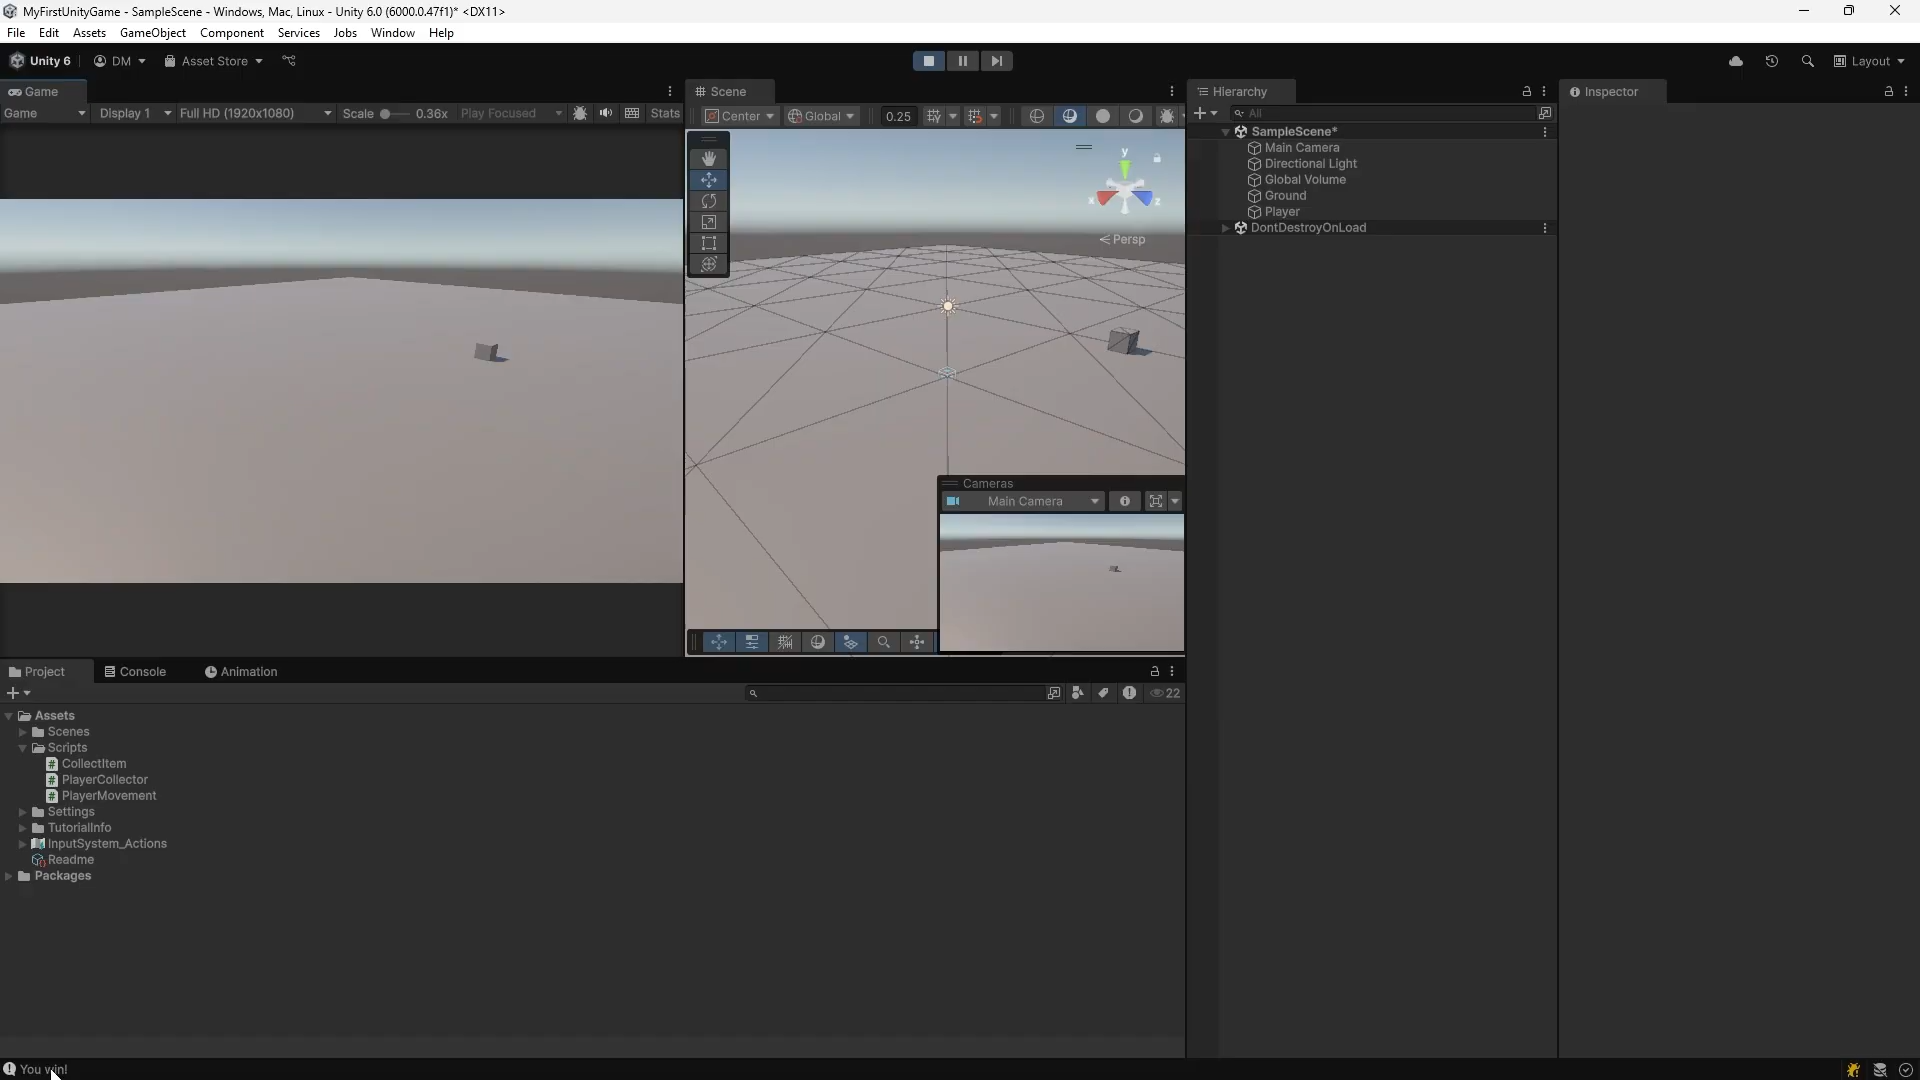 MyFirstUnityGame - SampleScene - Windows, Mac, Linux - Unity 6.0 (6000.0.47f1)* <DX11>
File Edit Assets GameObject Component Services Jobs Window Help
Unity 6 DM Asset Store Layout
Game
Game Display 1 Full HD (1920x1080) Scale 0.36x Play Focused Stats
Scene
Center Global 0.25
y
x z
Persp
Cameras
Main Camera
Hierarchy
All
SampleScene*
Main Camera
Directional Light
Global Volume
Ground
Player
DontDestroyOnLoad
Inspector
Project Console Animation
22
Assets
Scenes
Scripts
CollectItem
PlayerCollector
PlayerMovement
Settings
TutorialInfo
InputSystem_Actions
Readme
Packages
You win!